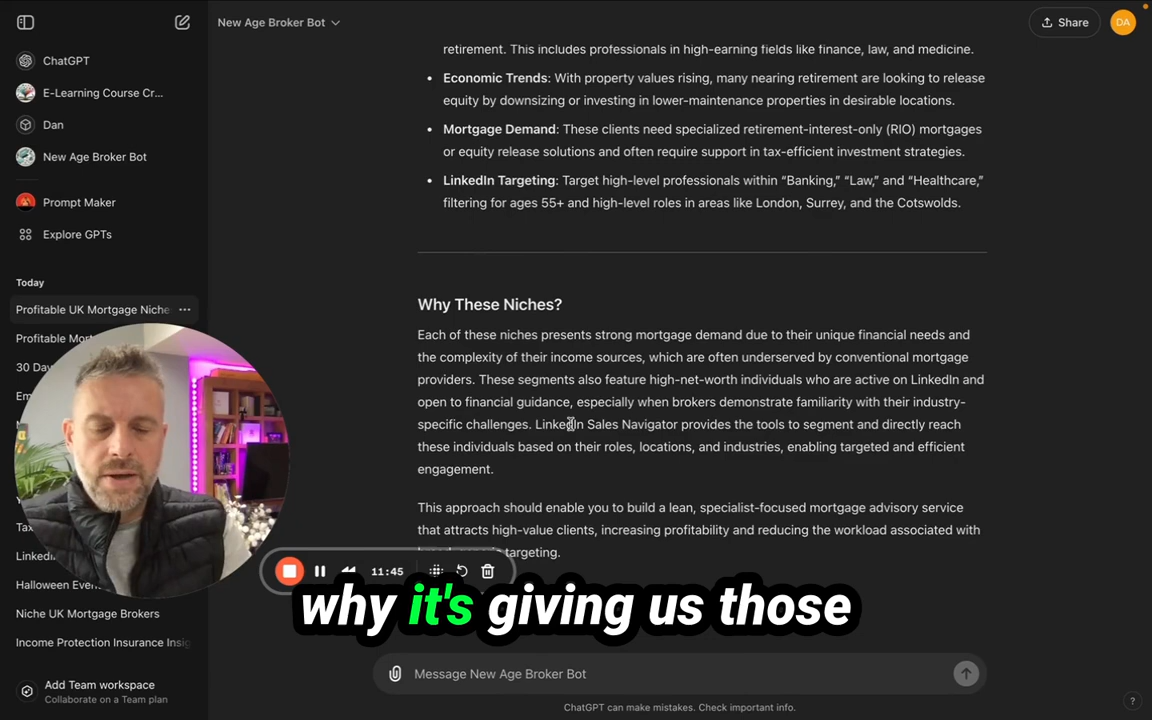 New Age Broker Bot
Share
DA
ChatGPT
E-Learning Course Cr...
Dan
New Age Broker Bot
Prompt Maker
Explore GPTs
Today
Profitable UK Mortgage Niche
Profitable Mor
30 Day
Em
Y
Tax
LinkedI
Halloween Even
Niche UK Mortgage Brokers
Income Protection Insurance Insig
Add Team workspace
Collaborate on a Team plan
retirement. This includes professionals in high-earning fields like finance, law, and medicine.
• Economic Trends: With property values rising, many nearing retirement are looking to release
equity by downsizing or investing in lower-maintenance properties in desirable locations.
• Mortgage Demand: These clients need specialized retirement-interest-only (RIO) mortgages
or equity release solutions and often require support in tax-efficient investment strategies.
• LinkedIn Targeting: Target high-level professionals within “Banking,” “Law,” and “Healthcare,”
filtering for ages 55+ and high-level roles in areas like London, Surrey, and the Cotswolds.
Why These Niches?
Each of these niches presents strong mortgage demand due to their unique financial needs and
the complexity of their income sources, which are often underserved by conventional mortgage
providers. These segments also feature high-net-worth individuals who are active on LinkedIn and
open to financial guidance, especially when brokers demonstrate familiarity with their industry-
specific challenges. LinkedIn Sales Navigator provides the tools to segment and directly reach
these individuals based on their roles, locations, and industries, enabling targeted and efficient
engagement.
This approach should enable you to build a lean, specialist-focused mortgage advisory service
that attracts high-value clients, increasing profitability and reducing the workload associated with
targeting.
11:45
why it's giving us those
Message New Age Broker Bot
ChatGPT can make mistakes. Check important info.
?